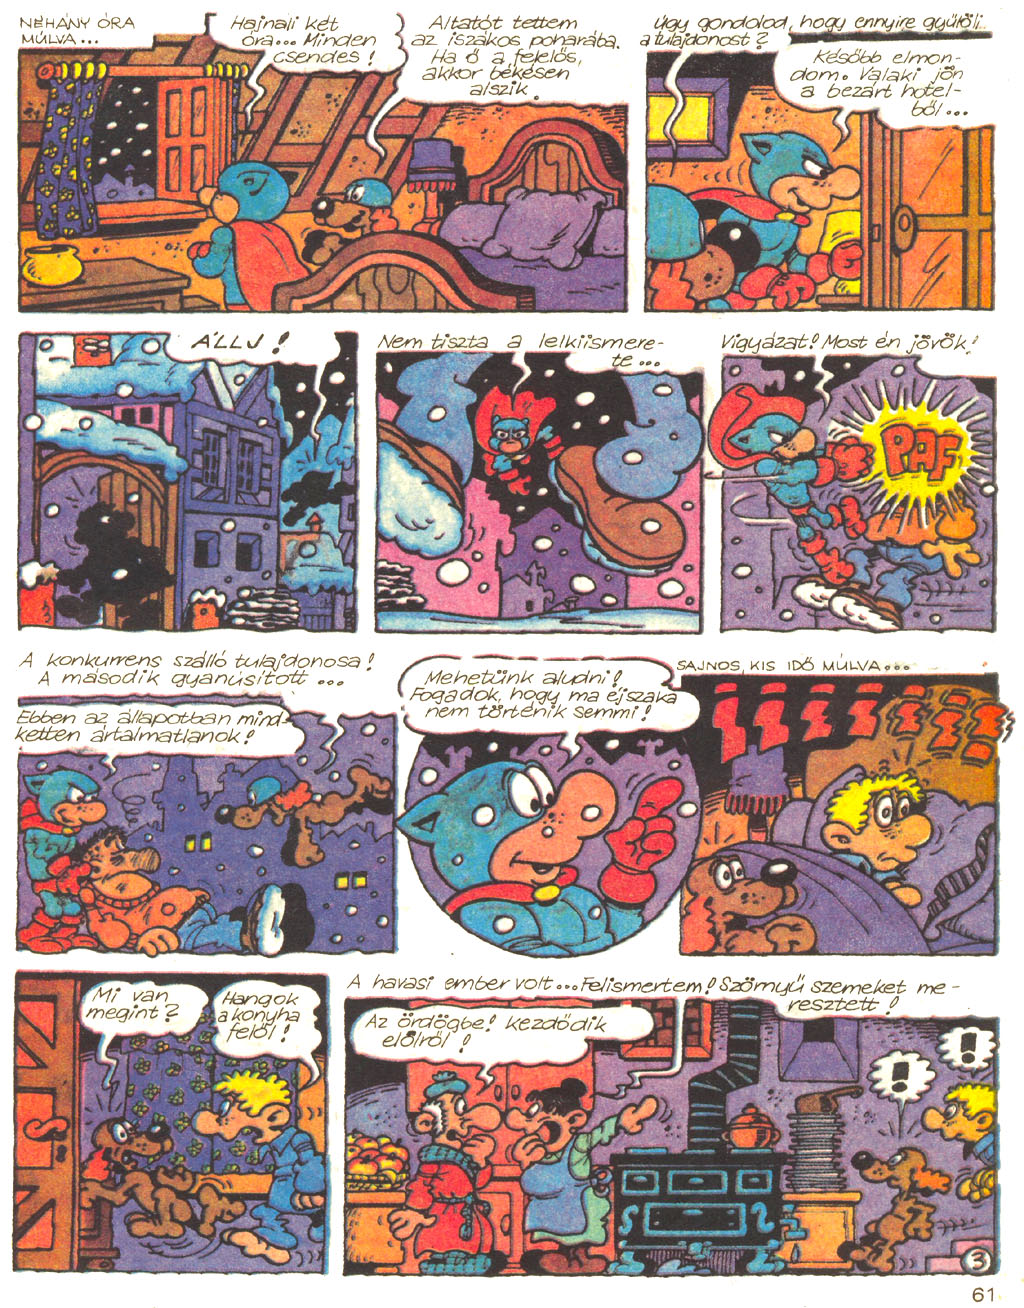 NÉHÁNY ÓRA
MÚLVA...
Hajnali két
óra... Minden
csendes!
Altatót tettem
az iszákos poharába.
Ha ő a felelős,
akkor békésen
alszik.
Úgy gondolod, hogy ennyire gyűlöli
a tulajdonost?
Később elmon-
dom. Valaki jön
a bezárt hotel-
ből...
ÁLLJ!
Nem tiszta a lelkiismere-
te...
Vigyázat! Most én jövök!
PAF
A konkurrens szálló tulajdonosa!
A második gyanúsított...
Ebben az állapotban mind-
ketten ártalmatlanok!
Mehetünk aludni!
Fogadok, hogy ma éjszaka
nem történik semmi!
SAJNOS, KIS IDŐ MÚLVA...
Mi van
megint?
Hangok
a konyha
felől!
A havasi ember volt... Felismertem! Szörnyű szemeket me-
resztett!
Az ördögbe! kezdődik
elölről!
!
!
3
61